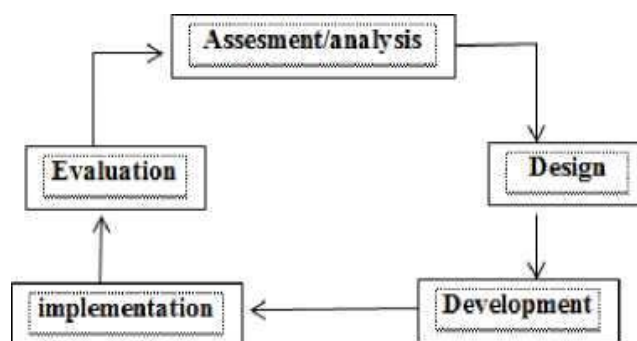 Assesment/analysis
Evaluation
Design
implementation
Development